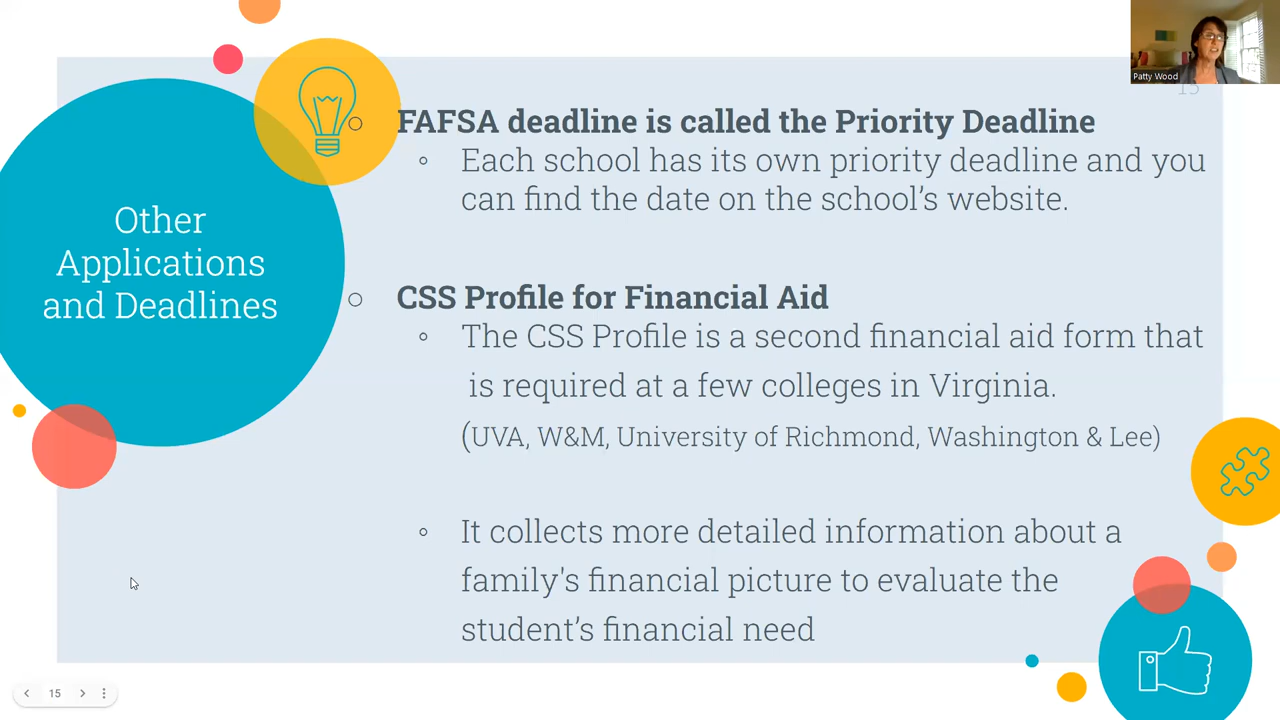 Patty Wood
15
Other
Applications
and Deadlines
FAFSA deadline is called the Priority Deadline
Each school has its own priority deadline and you
can find the date on the school’s website.
CSS Profile for Financial Aid
The CSS Profile is a second financial aid form that
is required at a few colleges in Virginia.
(UVA, W&M, University of Richmond, Washington & Lee)
It collects more detailed information about a
family's financial picture to evaluate the
student’s financial need
15